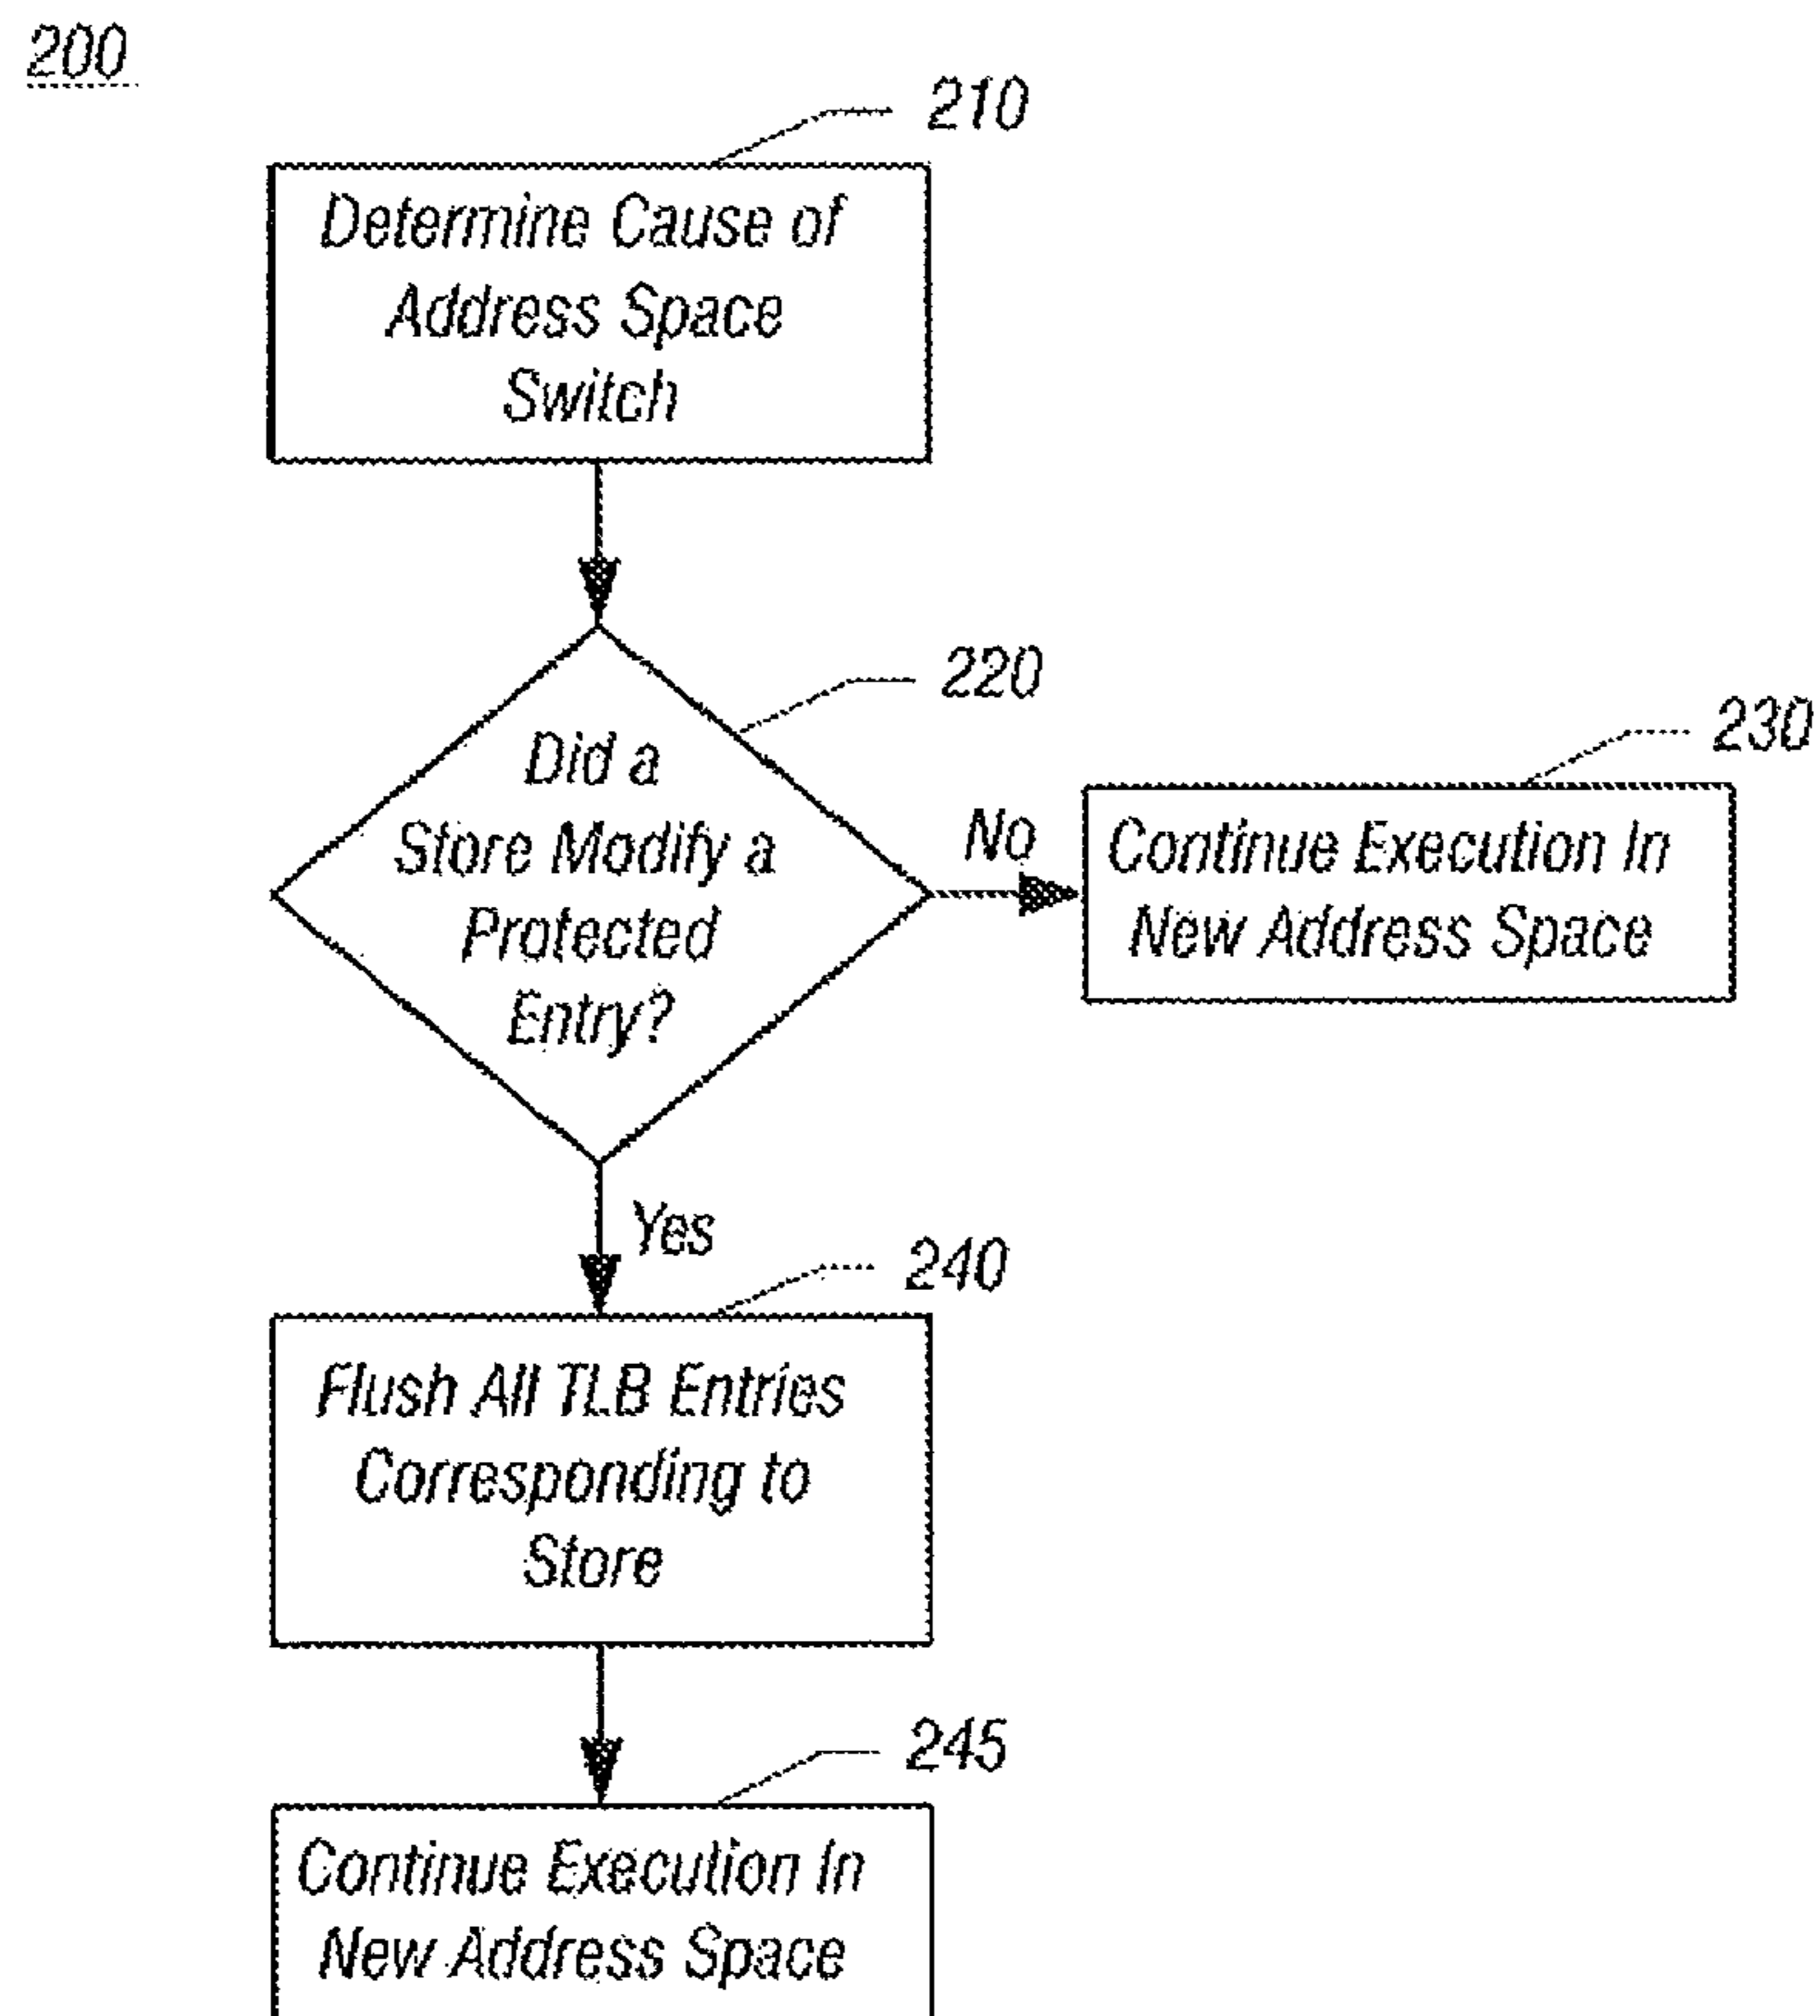 200
210
Determine Cause of
Address Space
Switch
220
Did a
Store Modify a
Protected
Entry?
No
230
Continue Execution In
New Address Space
Yes
240
Flush All TLB Entries
Corresponding to
Store
245
Continue Execution In
New Address Space